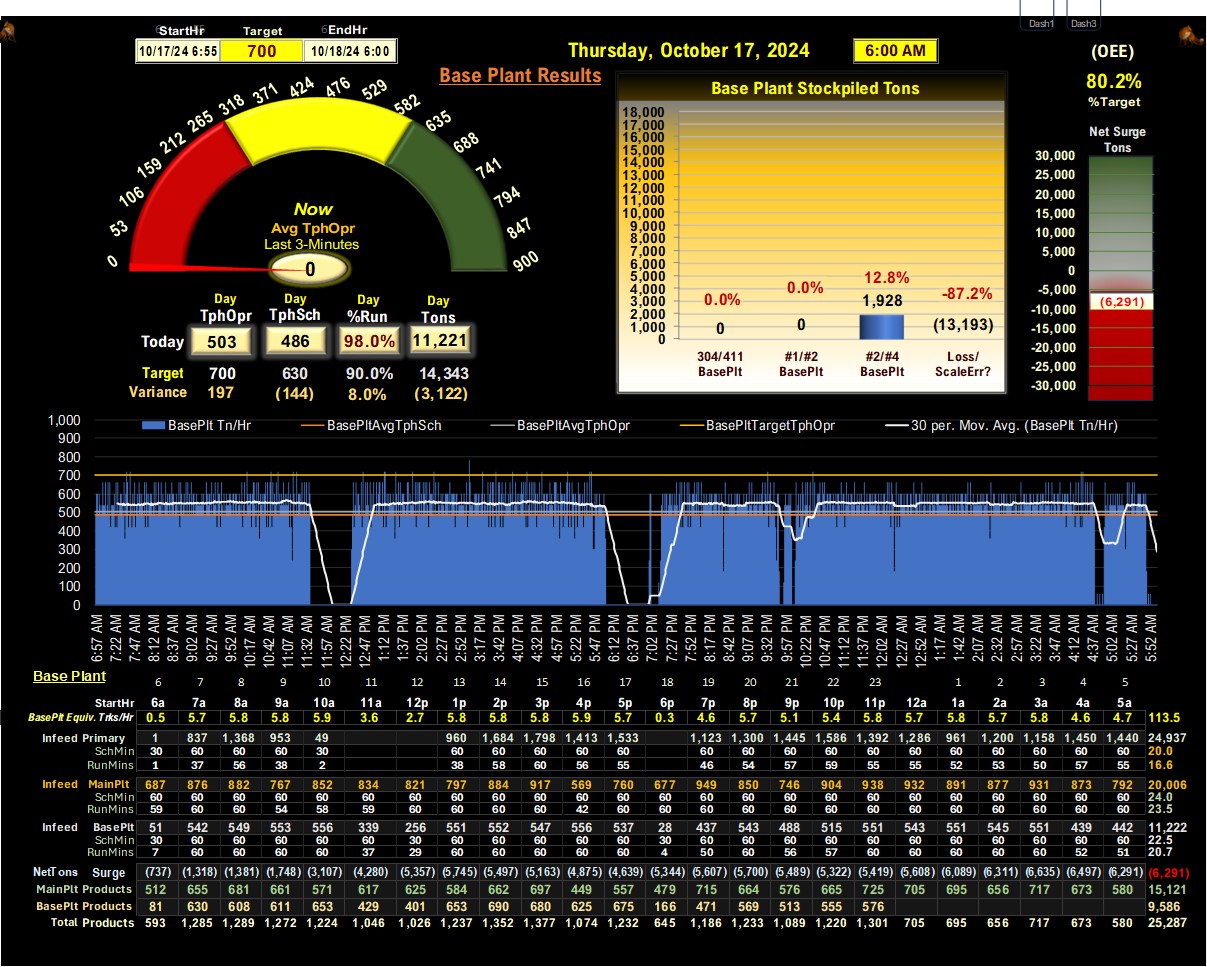 Dash1 Dash3
StartHr Target EndHr
10/17/24 6:55 700 10/18/24 6:00
Thursday, October 17, 2024 6:00 AM
(OEE)
80.2%
%Target
Base Plant Results
Base Plant Stockpiled Tons
Net Surge
Tons
0 53 106 159 212 265 318 371 424 476 529 582 635 688 741 794 847 900
Now
Avg TphOpr
Last 3-Minutes
0
18,000
17,000
16,000
15,000
14,000
13,000
12,000
11,000
10,000
9,000
8,000
7,000
6,000
5,000
4,000
3,000
2,000
1,000
0
0.0% 0.0% 12.8% -87.2%
0 0 1,928 (13,193)
304/411 #1/#2 #2/#4 Loss/
BasePlt BasePlt BasePlt ScaleErr?
30,000
25,000
20,000
15,000
10,000
5,000
0
-5,000
(6,291)
-10,000
-15,000
-20,000
-25,000
-30,000
Day Day Day Day
TphOpr TphSch %Run Tons
Today 503 486 98.0% 11,221
Target 700 630 90.0% 14,343
Variance 197 (144) 8.0% (3,122)
BasePlt Tn/Hr BasePltAvgTphSch BasePltAvgTphOpr BasePltTargetTphOpr 30 per. Mov. Avg. (BasePlt Tn/Hr)
1,000
900
800
700
600
500
400
300
200
100
0
6:57 AM 7:22 AM 7:47 AM 8:12 AM 8:37 AM 9:02 AM 9:27 AM 9:52 AM 10:17 AM 10:42 AM 11:07 AM 11:32 AM 12:22 PM 12:47 PM 1:12 PM 1:37 PM 2:02 PM 2:27 PM 2:52 PM 3:17 PM 3:42 PM 4:07 PM 4:32 PM 4:57 PM 5:22 PM 5:47 PM 6:12 PM 6:37 PM 7:02 PM 7:27 PM 7:52 PM 8:17 PM 8:42 PM 9:07 PM 9:32 PM 9:57 PM 10:22 PM 10:47 PM 11:12 PM 11:37 PM 12:02 AM 12:27 AM 12:52 AM 1:17 AM 1:42 AM 2:07 AM 2:32 AM 2:57 AM 3:22 AM 3:47 AM 4:12 AM 4:37 AM 5:02 AM 5:27 AM 5:52 AM
Base Plant 6 7 8 9 10 11 12 13 14 15 16 17 18 19 20 21 22 23 1 2 3 4 5
StartHr 6a 7a 8a 9a 10a 11a 12p 1p 2p 3p 4p 5p 6p 7p 8p 9p 10p 11p 12a 1a 2a 3a 4a 5a
BasePlt Equiv. Trks/Hr 0.5 5.7 5.8 5.8 5.9 3.6 2.7 5.8 5.8 5.8 5.9 5.7 0.3 4.6 5.7 5.1 5.4 5.8 5.7 5.8 5.7 5.8 4.6 4.7 113.5
Infeed Primary 1 837 1,368 953 49 960 1,684 1,798 1,413 1,533 1,123 1,300 1,445 1,586 1,392 1,286 961 1,200 1,158 1,450 1,440 24,937
SchMin 30 60 60 60 30 60 60 60 60 60 60 60 60 60 60 60 60 60 60 60 60 20.0
RunMins 1 37 56 38 2 38 58 60 56 55 46 54 57 59 55 55 52 53 50 57 55 16.6
Infeed MainPlt 687 876 882 767 852 834 821 797 884 917 569 760 677 949 850 746 904 938 932 891 877 931 873 792 20,006
SchMin 60 60 60 60 60 60 60 60 60 60 60 60 60 60 60 60 60 60 60 60 60 60 60 60 24.0
RunMins 59 60 60 54 58 59 60 60 60 60 42 60 60 60 60 60 60 60 60 60 60 60 60 60 23.5
Infeed BasePlt 51 542 549 553 556 339 256 551 552 547 556 537 28 437 543 488 515 551 543 551 545 551 439 442 11,222
SchMin 30 60 60 60 60 60 30 60 60 60 60 60 30 60 60 60 60 60 60 60 60 60 60 60 22.5
RunMins 7 60 60 60 60 37 29 60 60 60 60 60 4 50 60 56 57 60 60 60 60 60 52 51 20.7
NetTons Surge (737) (1,318) (1,381) (1,748) (3,107) (4,280) (5,357) (5,745) (5,497) (5,163) (4,875) (4,639) (5,344) (5,607) (5,700) (5,489) (5,322) (5,419) (5,608) (6,089) (6,311) (6,635) (6,497) (6,291) (6,291)
MainPlt Products 512 655 681 661 571 617 625 584 662 697 449 557 479 715 664 576 665 725 705 695 656 717 673 580 15,121
BasePlt Products 81 630 608 611 653 429 401 653 690 680 625 675 166 471 569 513 555 576 9,586
Total Products 593 1,285 1,289 1,272 1,224 1,046 1,026 1,237 1,352 1,377 1,074 1,232 645 1,186 1,233 1,089 1,220 1,301 705 695 656 717 673 580 25,287